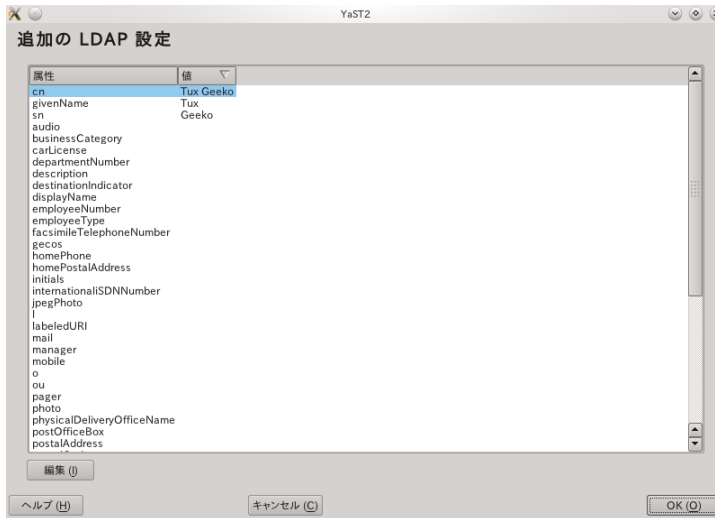 YaST2
追加の LDAP 設定
属性 値
cn Tux Geeko
givenName Tux
sn Geeko
audio
businessCategory
carLicense
departmentNumber
description
destinationIndicator
displayName
employeeNumber
employeeType
facsimileTelephoneNumber
gecos
homePhone
homePostalAddress
initials
internationaliSDNNumber
jpegPhoto
l
labeledURI
mail
manager
mobile
o
ou
pager
photo
physicalDeliveryOfficeName
postOfficeBox
postalAddress
編集 (I)
ヘルプ (H) キャンセル (C) OK (O)